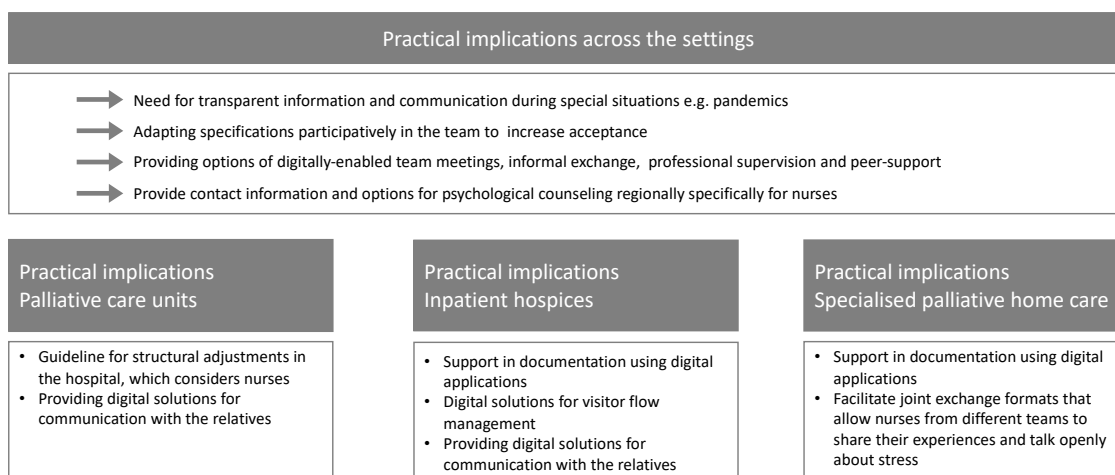 Practical implications across the settings
Need for transparent information and communication during special situations e.g. pandemics
Adapting specifications participatively in the team to increase acceptance
Providing options of digitally-enabled team meetings, informal exchange, professional supervision and peer-support
Provide contact information and options for psychological counseling regionally specifically for nurses
Practical implications
Palliative care units
• Guideline for structural adjustments in
the hospital, which considers nurses
• Providing digital solutions for
communication with the relatives
Practical implications
Inpatient hospices
• Support in documentation using digital
applications
• Digital solutions for visitor flow
management
• Providing digital solutions for
communication with the relatives
Practical implications
Specialised palliative home care
• Support in documentation using digital
applications
• Facilitate joint exchange formats that
allow nurses from different teams to
share their experiences and talk openly
about stress